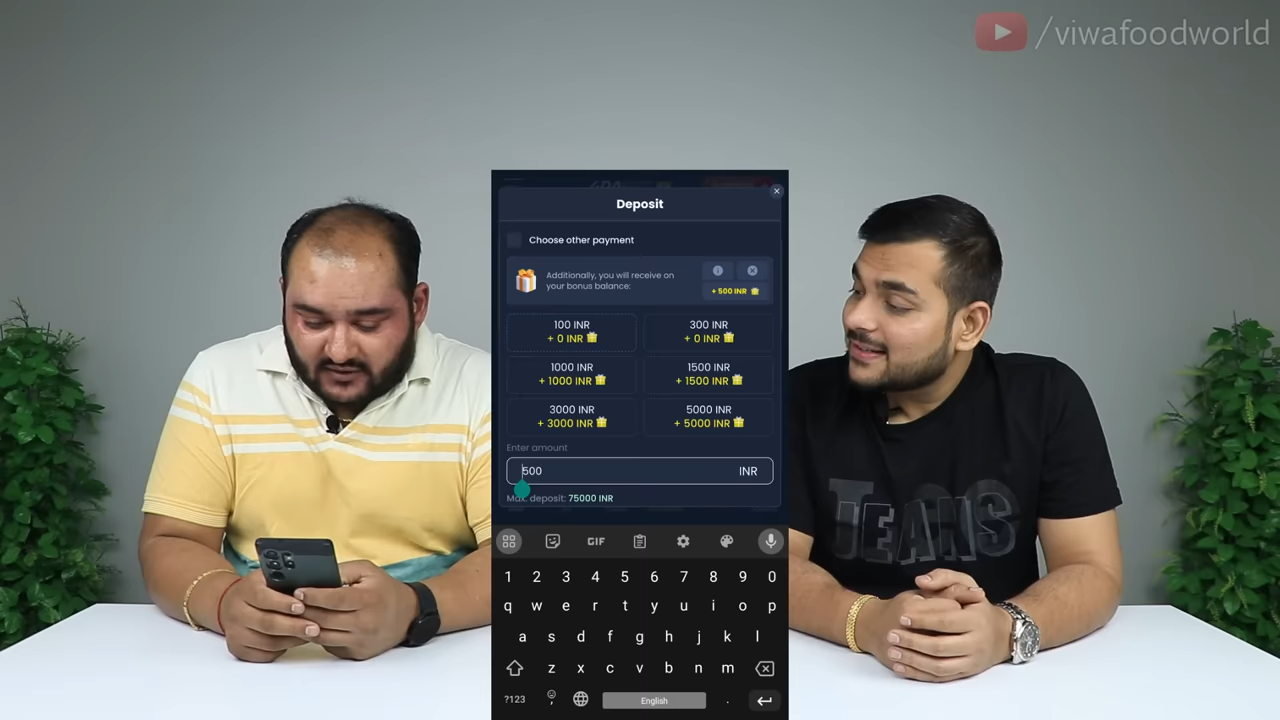 /viwafoodworld
Deposit
Choose other payment
Additionally, you will receive on
your bonus balance:
+ 500 INR
100 INR
+ 0 INR
300 INR
+ 0 INR
1000 INR
+ 1000 INR
1500 INR
+ 1500 INR
3000 INR
+ 3000 INR
5000 INR
+ 5000 INR
Enter amount
500 INR
Max. deposit: 75000 INR
GIF
1 2 3 4 5 6 7 8 9 0
q w e r t y u i o p
a s d f g h j k l
z x c v b n m
?123 , English .
JEANS